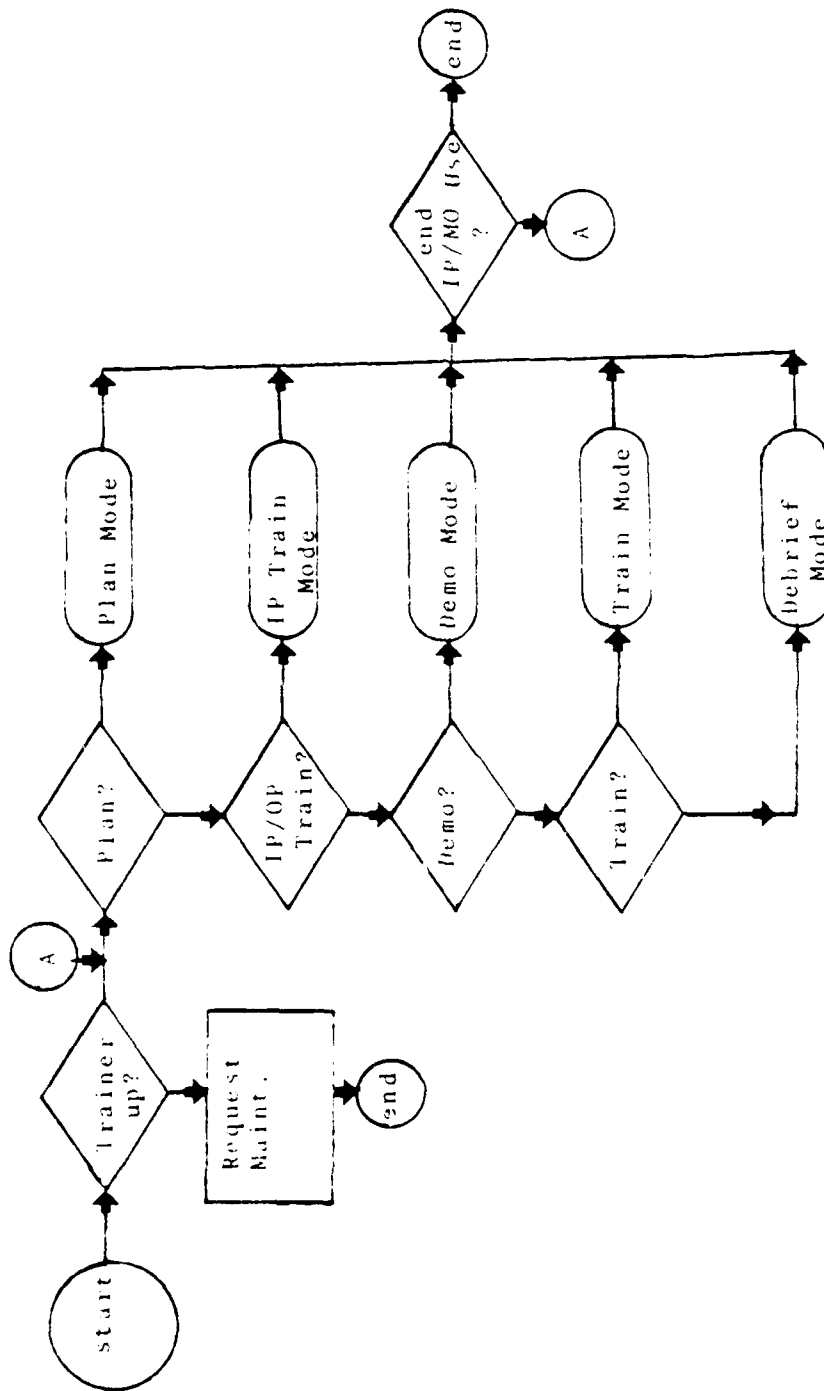 start
Trainer
up?
Request
Maint.
end
A
Plan?
Plan Mode
IP/OP
Train?
IP Train
Mode
Demo?
Demo Mode
Train?
Train Mode
Debrief
Mode
end
IP/MO Use
?
A
end